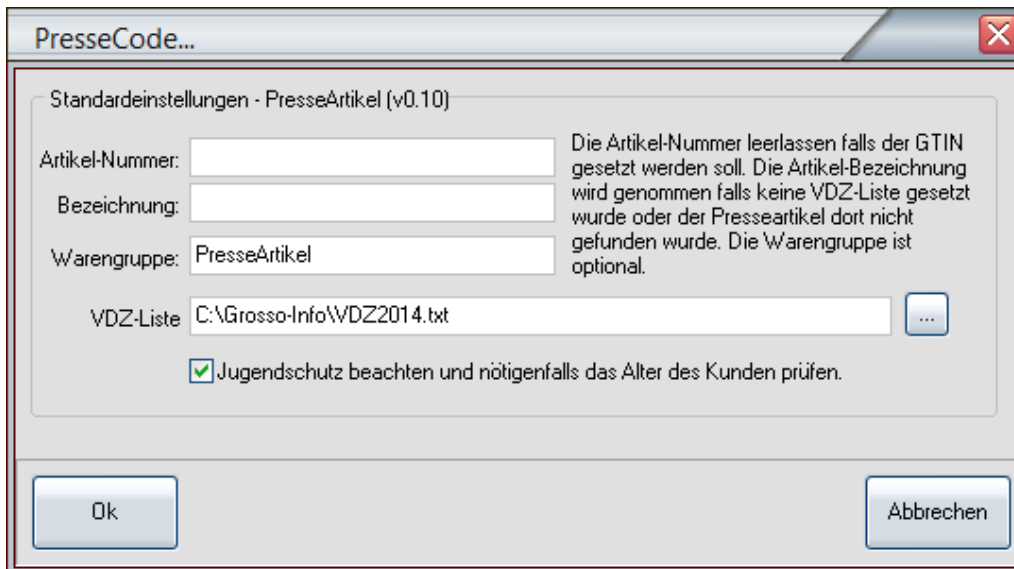 PresseCode...
Standardeinstellungen - PresseArtikel (v0.10)
Artikel-Nummer:
Bezeichnung:
Warengruppe: PresseArtikel
Die Artikel-Nummer leerlassen falls der GTIN
gesetzt werden soll. Die Artikel-Bezeichnung
wird genommen falls keine VDZ-Liste gesetzt
wurde oder der Presseartikel dort nicht
gefunden wurde. Die Warengruppe ist
optional.
VDZ-Liste C:\Grosso-Info\VDZ2014.txt ...
Jugendschutz beachten und nötigenfalls das Alter des Kunden prüfen.
Ok Abbrechen